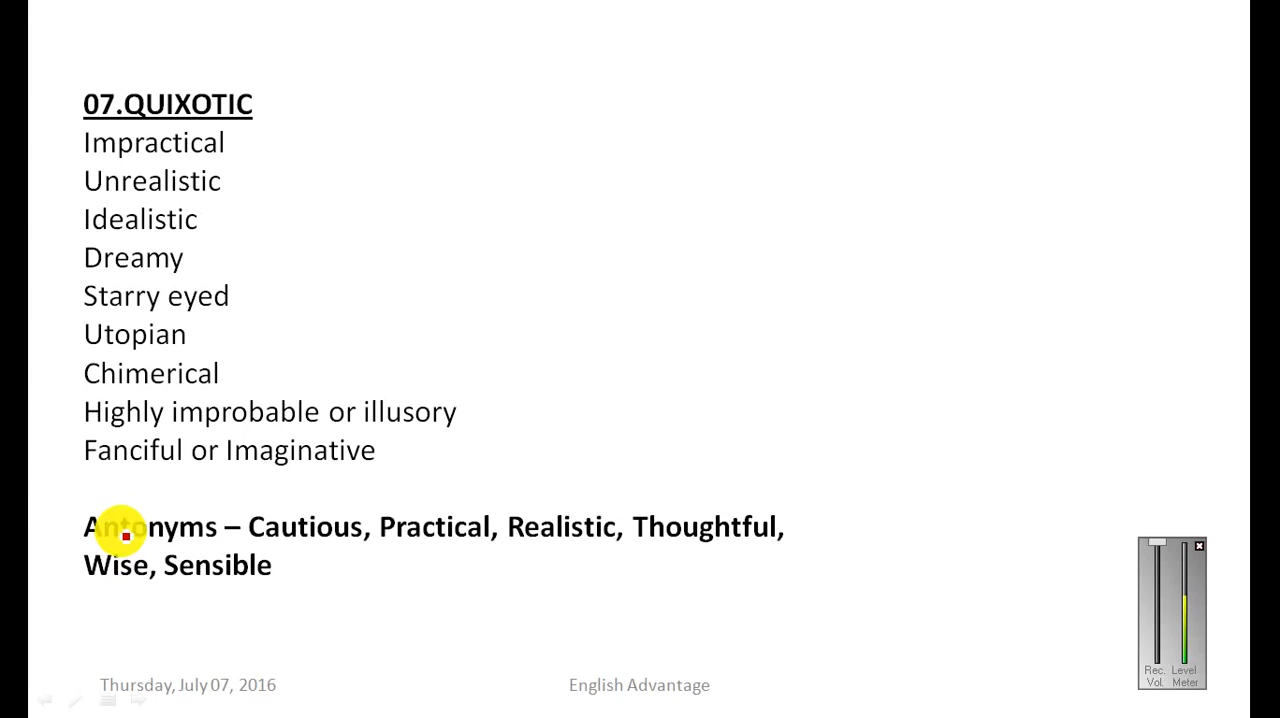 07.QUIXOTIC
Impractical
Unrealistic
Idealistic
Dreamy
Starry eyed
Utopian
Chimerical
Highly improbable or illusory
Fanciful or Imaginative
Antonyms – Cautious, Practical, Realistic, Thoughtful,
Wise, Sensible
Rec. Level
Vol. Meter
Thursday, July 07, 2016
English Advantage